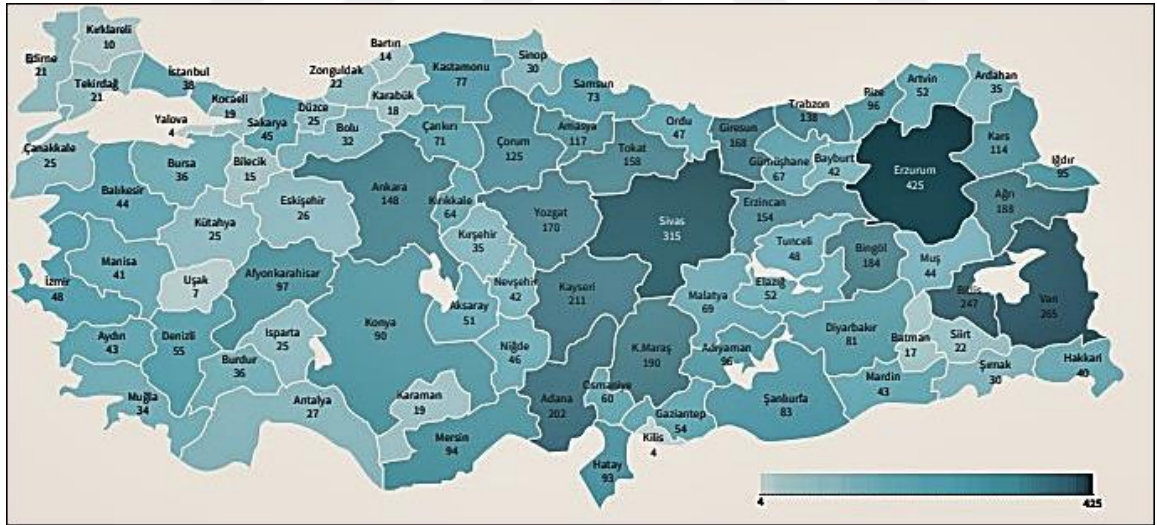 Kırklareli
10
Edirne
21
Tekirdağ
21
İstanbul
38
Kocaeli
19
Yalova
4
Sakarya
45
Düzce
25
Zonguldak
22
Bartın
14
Karabük
18
Bolu
32
Kastamonu
77
Sinop
30
Samsun
73
Çankırı
71
Çorum
125
Amasya
117
Tokat
158
Ordu
47
Giresun
168
Trabzon
138
Rize
96
Artvin
52
Ardahan
35
Kars
114
Iğdır
95
Gümüşhane
67
Bayburt
42
Erzurum
425
Ağrı
188
Çanakkale
25
Balıkesir
44
Bursa
36
Bilecik
15
Kütahya
25
Eskişehir
26
Ankara
148
Kırıkkale
64
Kırşehir
35
Yozgat
170
Sivas
315
Erzincan
154
Tunceli
48
Bingöl
184
Muş
44
Bitlis
247
Van
265
Manisa
41
İzmir
48
Uşak
7
Afyonkarahisar
97
Konya
90
Aksaray
51
Nevşehir
42
Kayseri
211
Malatya
69
Elazığ
52
Diyarbakır
81
Batman
17
Siirt
22
Şırnak
30
Hakkari
40
Aydın
43
Denizli
55
Isparta
25
Burdur
36
Muğla
34
Antalya
27
Karaman
19
Niğde
46
Mersin
94
Adana
202
Osmaniye
60
K.Maraş
190
Adıyaman
96
Gaziantep
54
Kilis
4
Hatay
93
Şanlıurfa
83
Mardin
43
4
425